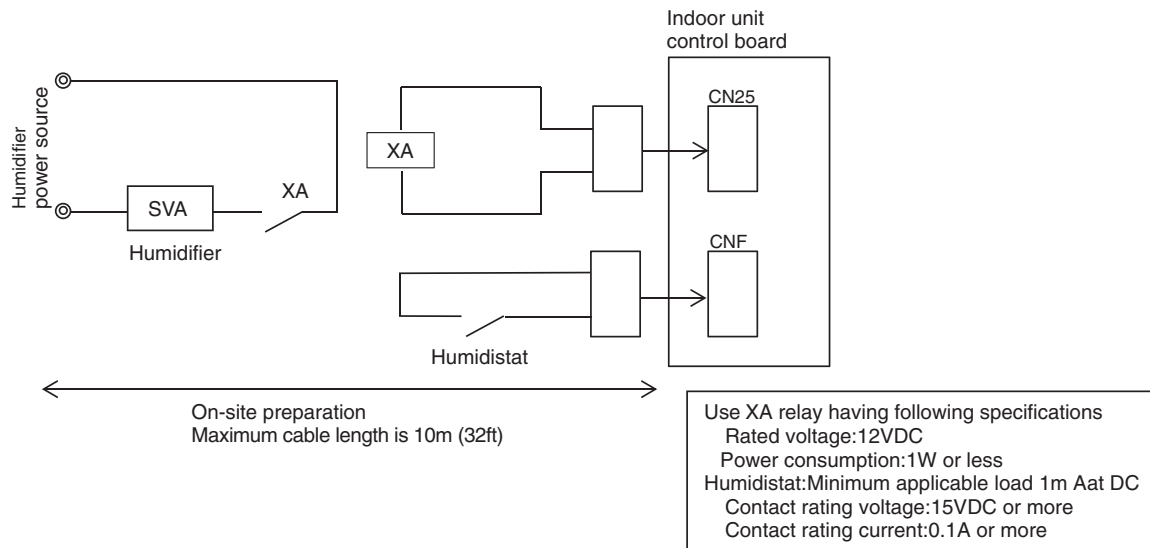 Indoor unit
control board
Humidifier
power source
CN25
XA
XA
SVA
Humidifier
CNF
Humidistat
On-site preparation
Maximum cable length is 10m (32ft)
Use XA relay having following specifications
Rated voltage:12VDC
Power consumption:1W or less
Humidistat:Minimum applicable load 1m Aat DC
Contact rating voltage:15VDC or more
Contact rating current:0.1A or more